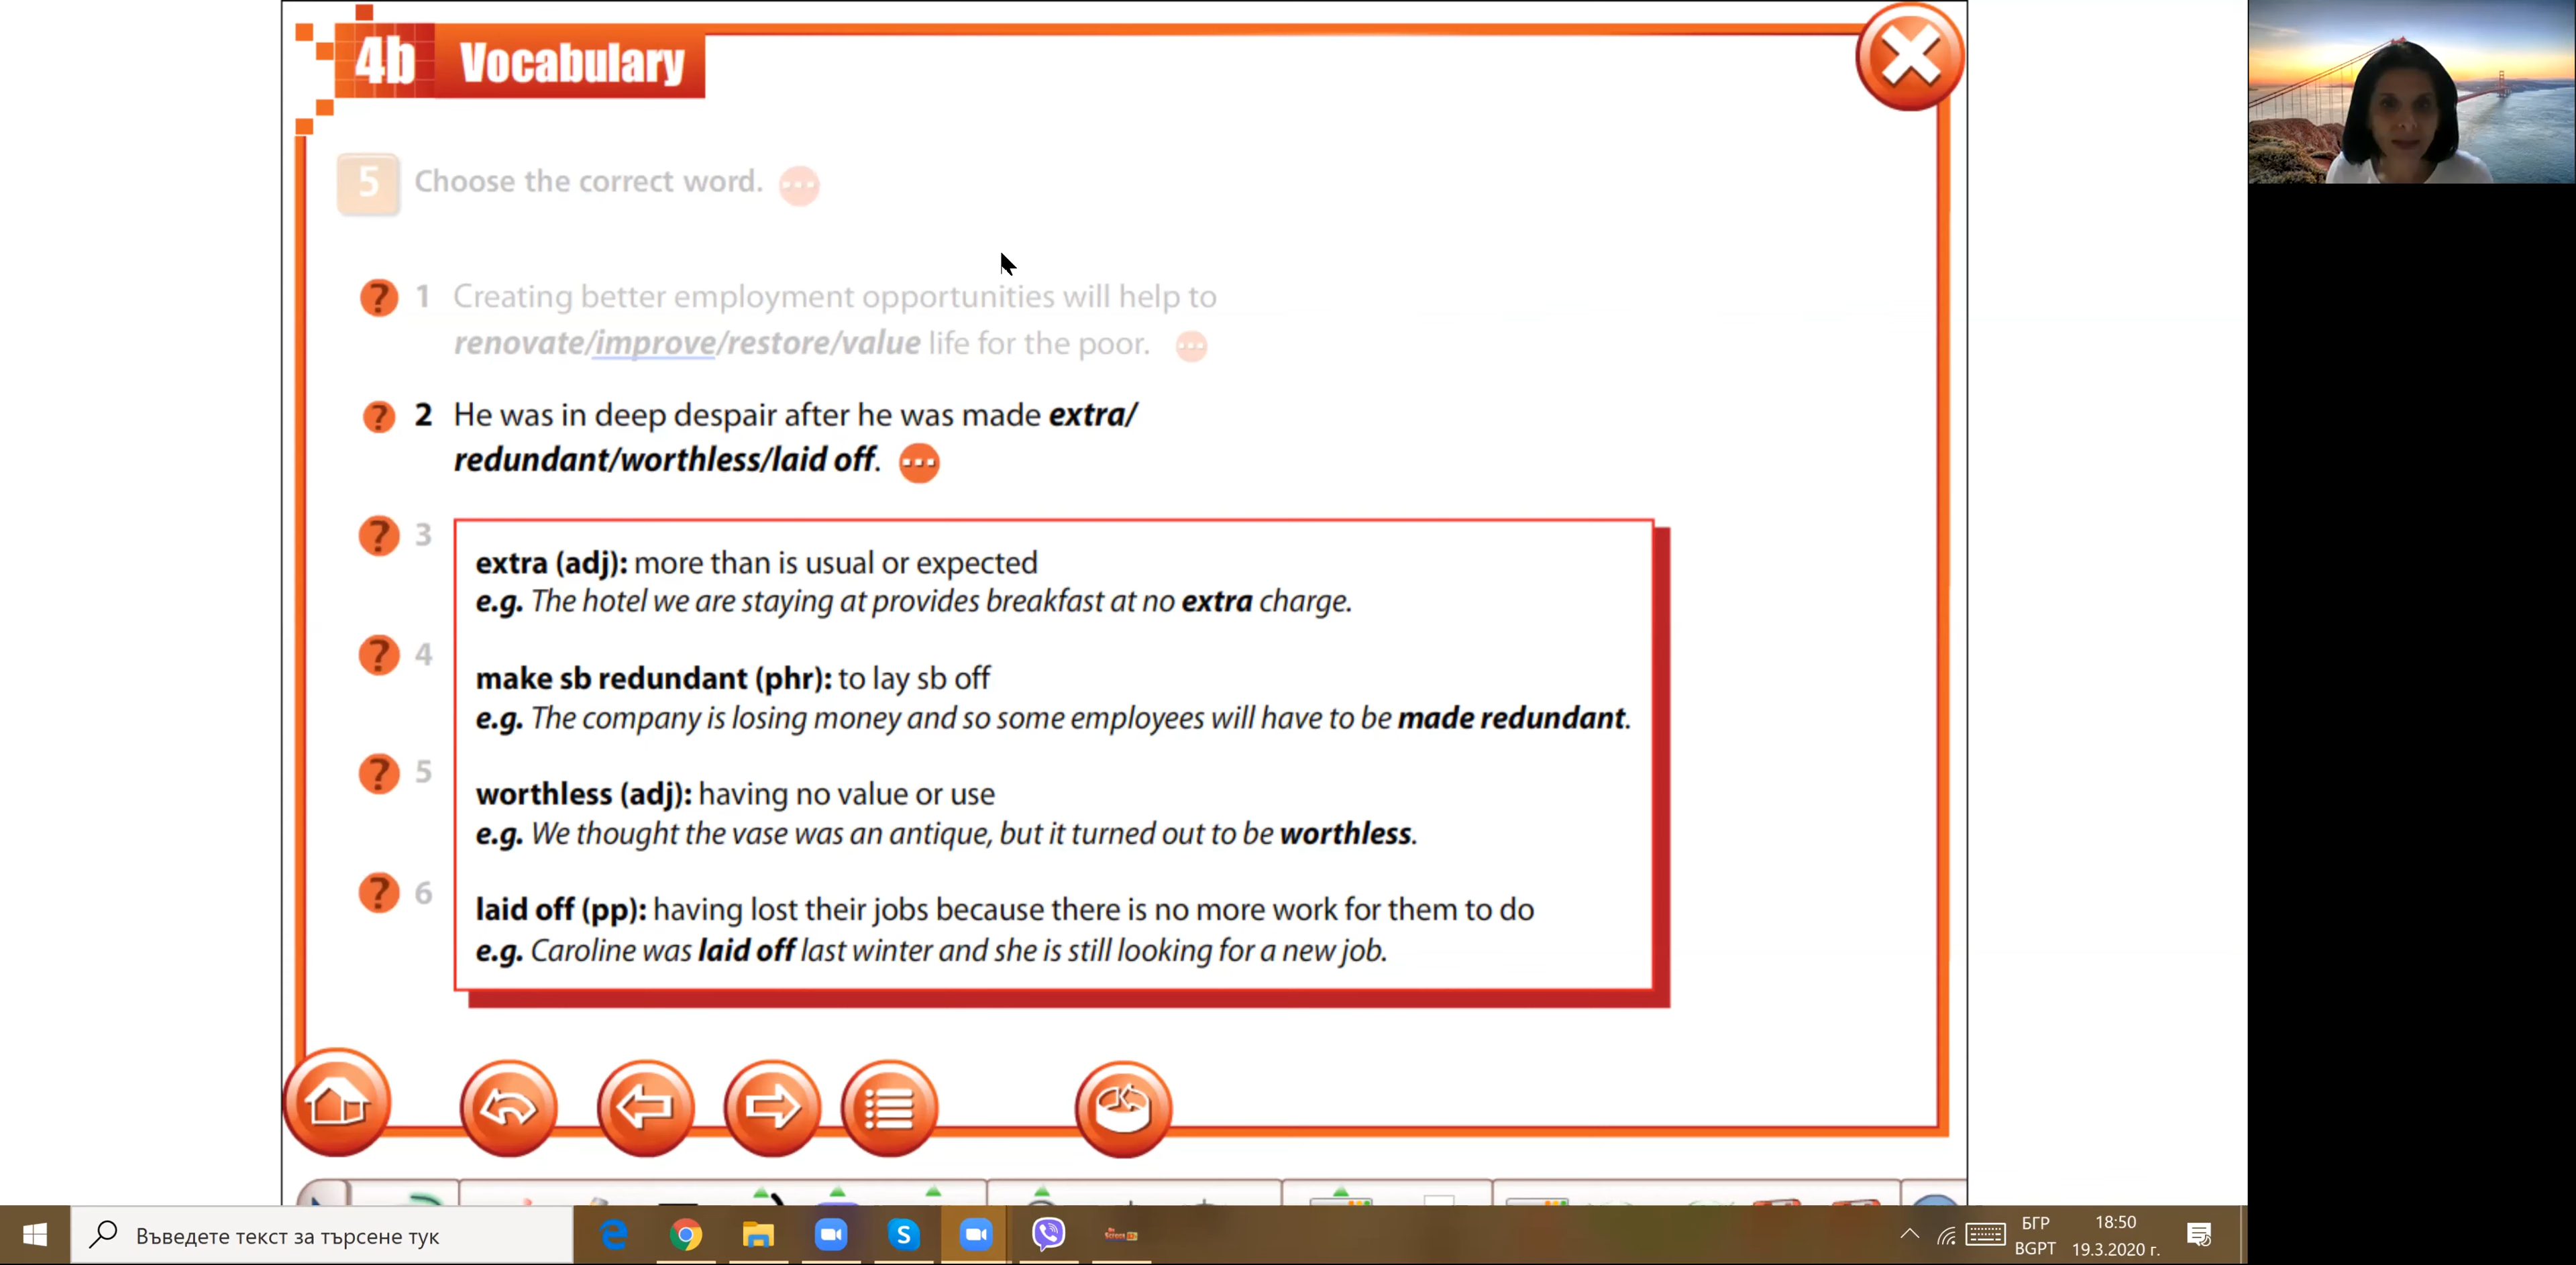 4b Vocabulary
5 Choose the correct word.
1 Creating better employment opportunities will help to
renovate/improve/restore/value life for the poor.
2 He was in deep despair after he was made extra/
redundant/worthless/laid off.
3
extra (adj): more than is usual or expected
e.g. The hotel we are staying at provides breakfast at no extra charge.
4
make sb redundant (phr): to lay sb off
e.g. The company is losing money and so some employees will have to be made redundant.
5
worthless (adj): having no value or use
e.g. We thought the vase was an antique, but it turned out to be worthless.
6
laid off (pp): having lost their jobs because there is no more work for them to do
e.g. Caroline was laid off last winter and she is still looking for a new job.
Въведете текст за търсене тук
БГР
BGPT
18:50
19.3.2020 г.